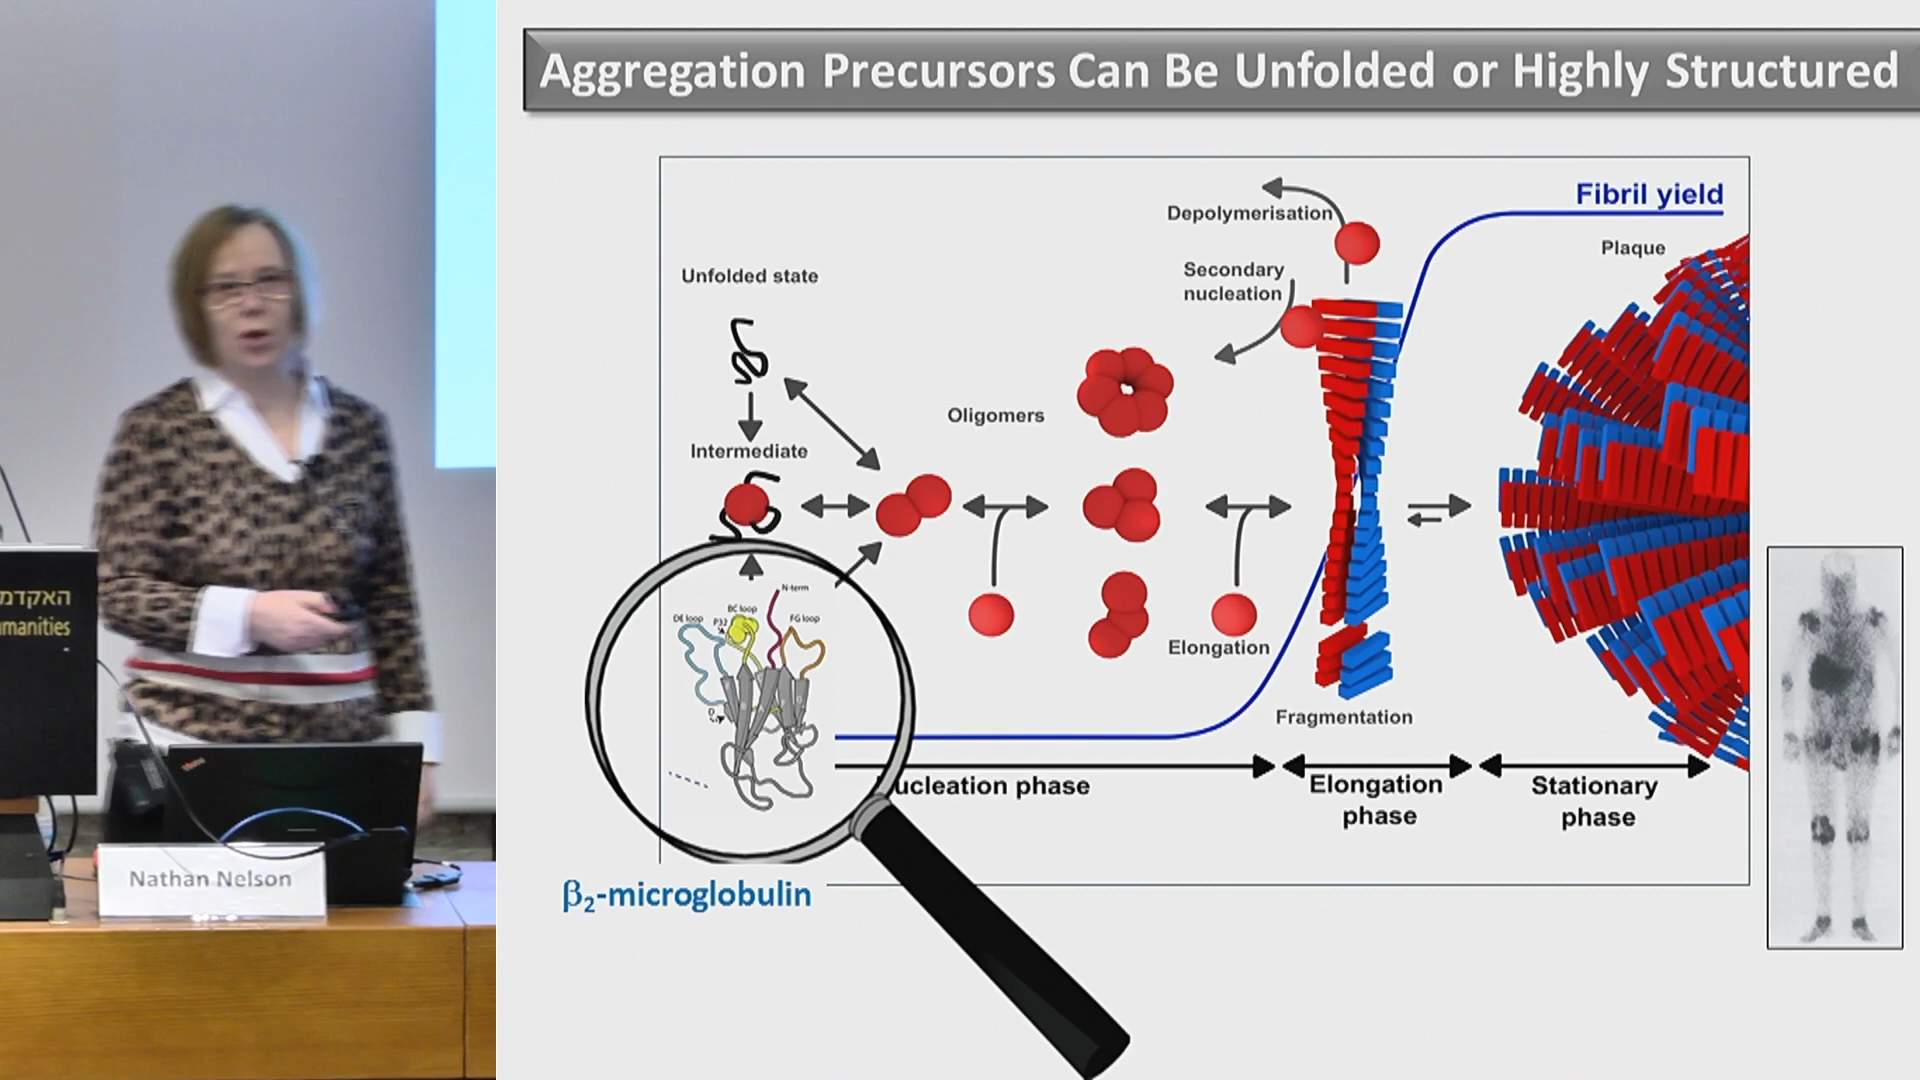 Aggregation Precursors Can Be Unfolded or Highly Structured
Fibril yield
Depolymerisation
Plaque
Secondary
nucleation
Unfolded state
Oligomers
Intermediate
N-term
DE loop
P32
BC loop
FG loop
Elongation
Fragmentation
ucleation phase
Elongation
phase
Stationary
phase
β₂-microglobulin
האקדמ
manities
Nathan Nelson